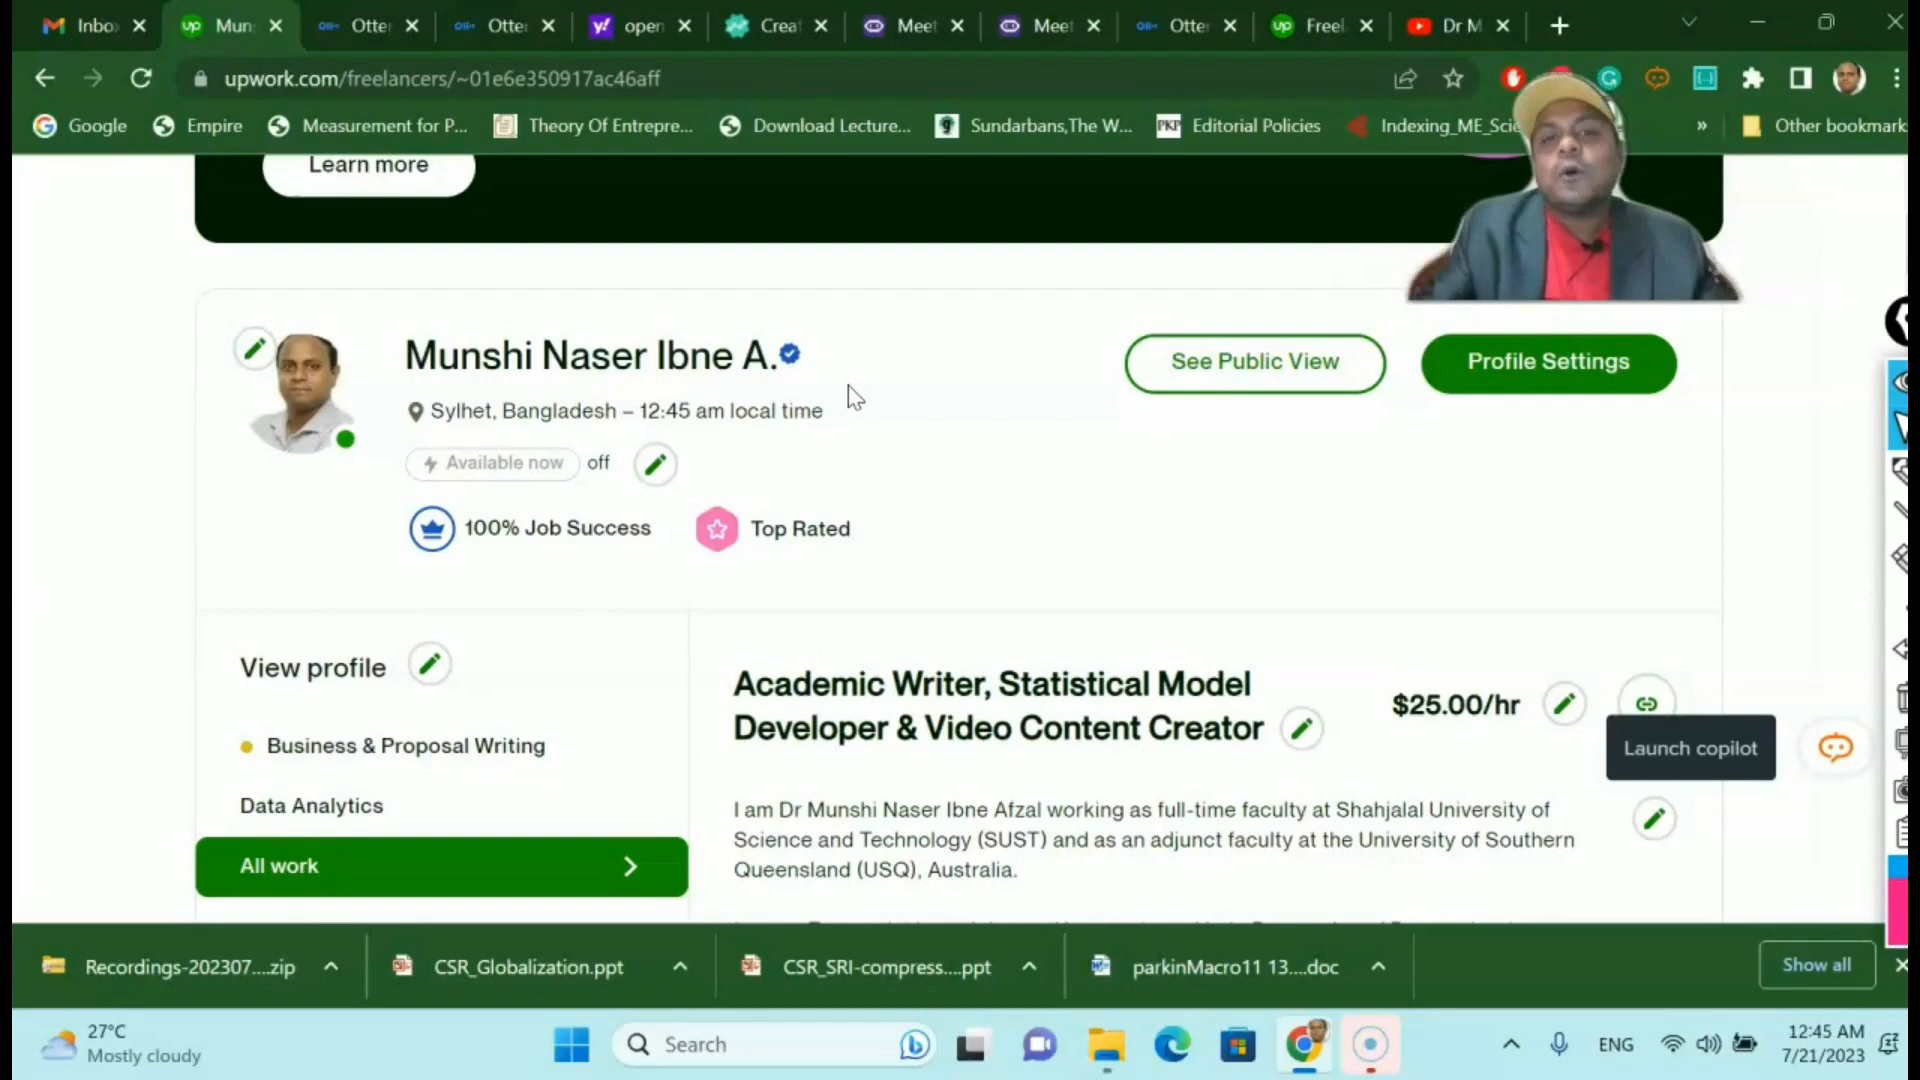 Inbo
Mun
Otte
Otte
open
Creat
Meet
Meet
Otter
Freel
Dr M
upwork.com/freelancers/~01e6e350917ac46aff
Google
Empire
Measurement for P...
Theory Of Entrepre...
Download Lecture...
Sundarbans,The W...
PKP
Editorial Policies
Indexing_ME_Scie
»
Other bookmark
Learn more
Munshi Naser Ibne A.
See Public View
Profile Settings
Sylhet, Bangladesh – 12:45 am local time
Available now off
100% Job Success
Top Rated
View profile
Business & Proposal Writing
Data Analytics
All work
Academic Writer, Statistical Model
Developer & Video Content Creator
$25.00/hr
Launch copilot
I am Dr Munshi Naser Ibne Afzal working as full-time faculty at Shahjalal University of
Science and Technology (SUST) and as an adjunct faculty at the University of Southern
Queensland (USQ), Australia.
Recordings-202307....zip
CSR_Globalization.ppt
CSR_SRI-compress....ppt
parkinMacro11 13....doc
Show all
27°C
Mostly cloudy
Search
ENG
12:45 AM
7/21/2023